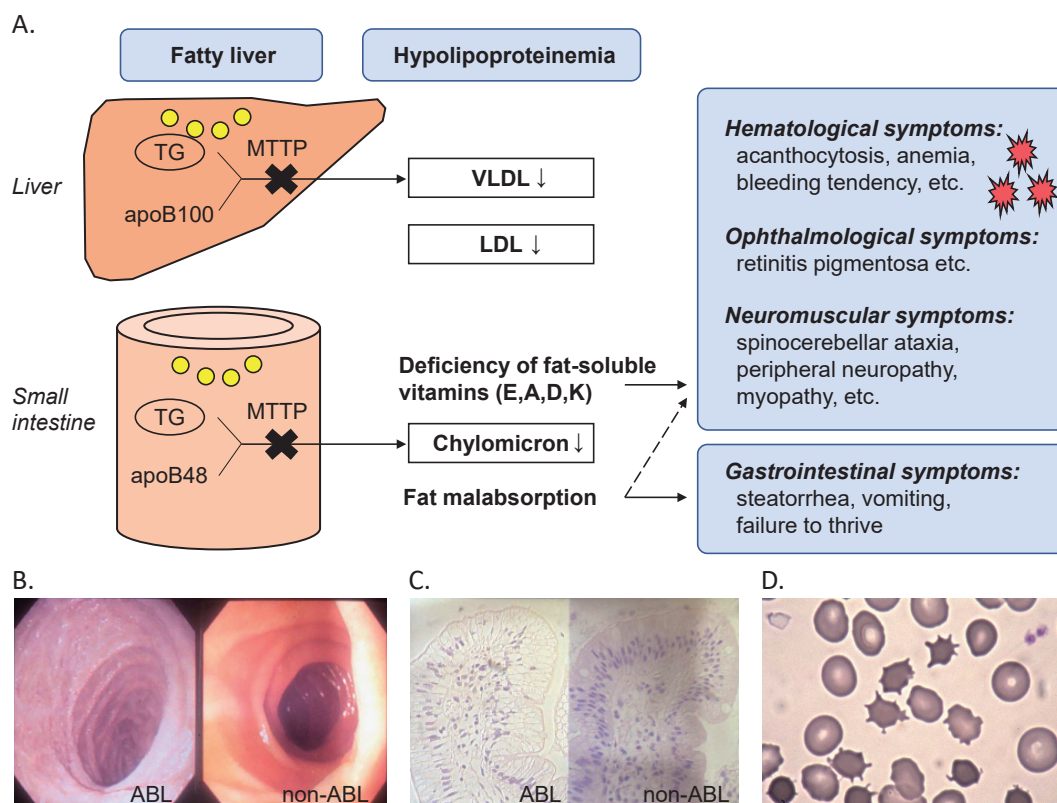 A.
Fatty liver
Hypolipoproteinemia
Liver
TG
MTTP
apoB100
VLDL ↓
LDL ↓
Small
intestine
TG
MTTP
apoB48
Deficiency of fat-soluble
vitamins (E,A,D,K)
Chylomicron ↓
Fat malabsorption
Hematological symptoms:
acanthocytosis, anemia,
bleeding tendency, etc.
Ophthalmological symptoms:
retinitis pigmentosa etc.
Neuromuscular symptoms:
spinocerebellar ataxia,
peripheral neuropathy,
myopathy, etc.
Gastrointestinal symptoms:
steatorrhea, vomiting,
failure to thrive
B.
ABL
non-ABL
C.
ABL
non-ABL
D.